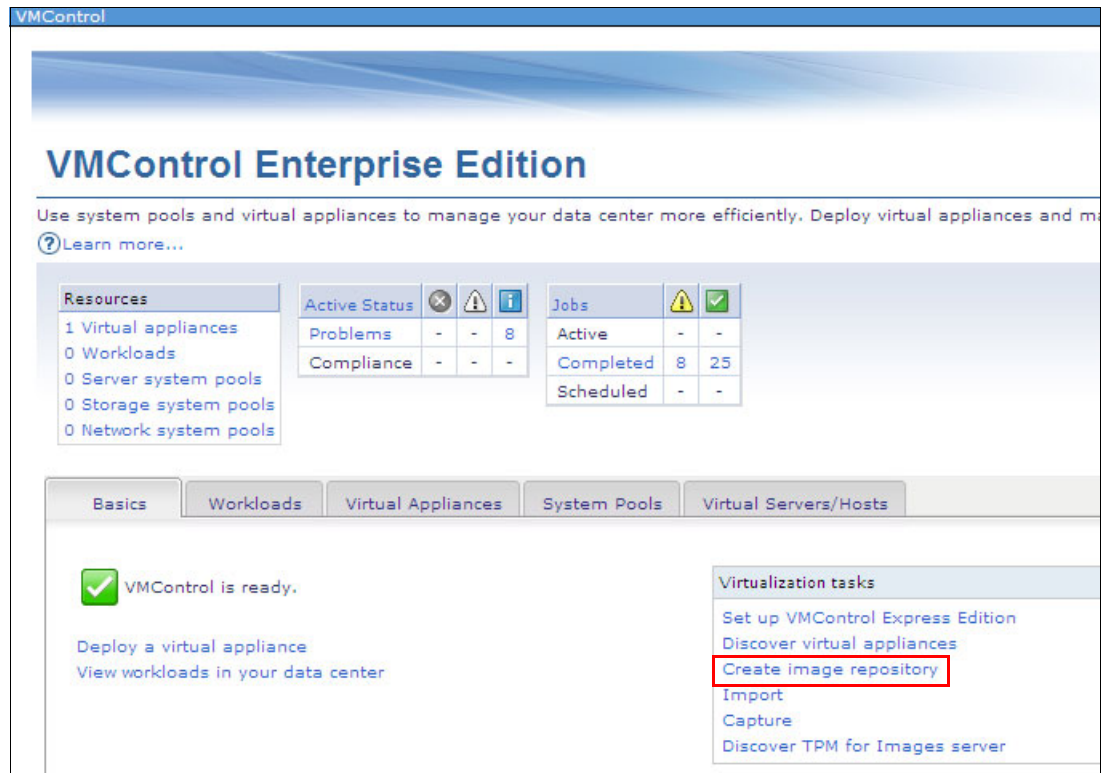 VMControl
VMControl Enterprise Edition
Use system pools and virtual appliances to manage your data center more efficiently. Deploy virtual appliances and
?Learn more...
Resources
1 Virtual appliances
0 Workloads
0 Server system pools
0 Storage system pools
0 Network system pools
Active Status
Problems - - 8
Compliance - - -
Jobs
Active - -
Completed 8 25
Scheduled - -
Basics
Workloads
Virtual Appliances
System Pools
Virtual Servers/Hosts
VMControl is ready.
Deploy a virtual appliance
View workloads in your data center
Virtualization tasks
Set up VMControl Express Edition
Discover virtual appliances
Create image repository
Import
Capture
Discover TPM for Images server